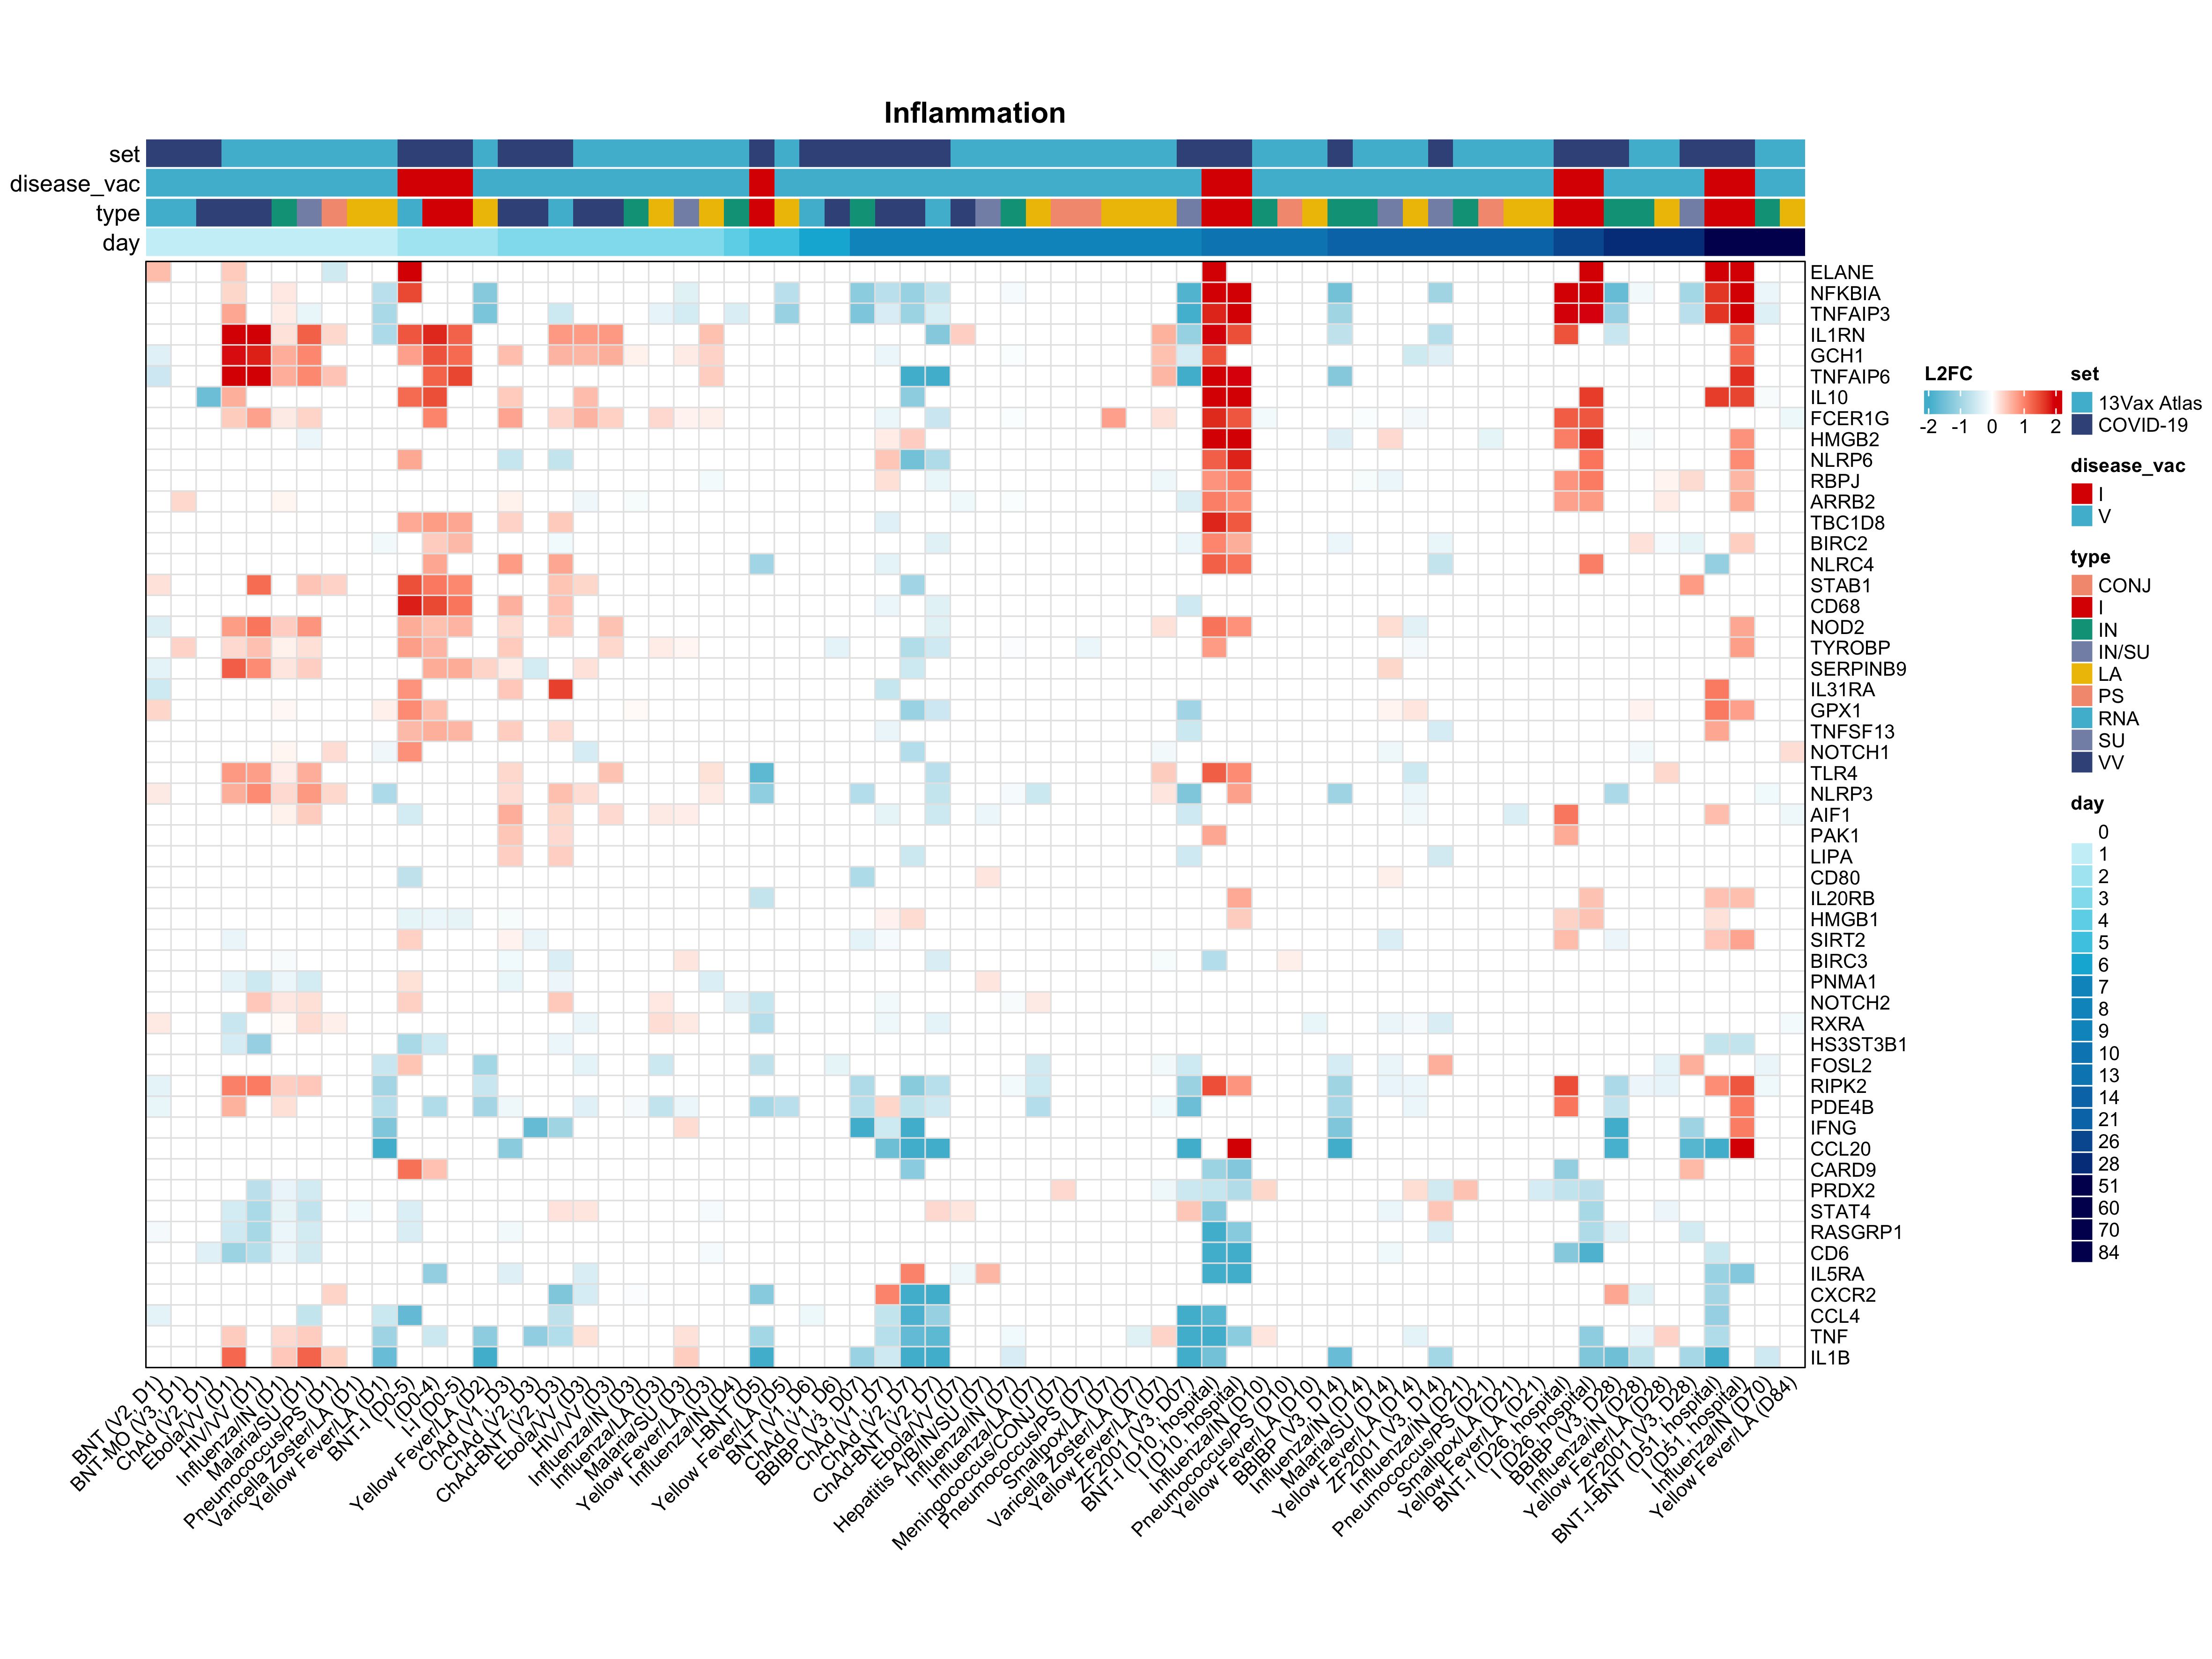 Inflammation
set
disease_vac
type
day
ELANE
NFKBIA
TNFAIP3
IL1RN
GCH1
TNFAIP6
IL10
FCER1G
HMGB2
NLRP6
RBPJ
ARRB2
TBC1D8
BIRC2
NLRC4
STAB1
CD68
NOD2
TYROBP
SERPINB9
IL31RA
GPX1
TNFSF13
NOTCH1
TLR4
NLRP3
AIF1
PAK1
LIPA
CD80
IL20RB
HMGB1
SIRT2
BIRC3
PNMA1
NOTCH2
RXRA
HS3ST3B1
FOSL2
RIPK2
PDE4B
IFNG
CCL20
CARD9
PRDX2
STAT4
RASGRP1
CD6
IL5RA
CXCR2
CCL4
TNF
IL1B
BNT (V2, D1)
BNT-MO (V3, D1)
ChAd (V2, D1)
Ebola/VV (D1)
HIV/VV (D1)
Influenza/IN (D1)
Malaria/SU (D1)
Pneumococcus/PS (D1)
Varicella Zoster/LA (D1)
Yellow Fever/LA (D1)
BNT-I (D0-5)
I (D0-4)
I-I (D0-5)
Yellow Fever/LA (D2)
ChAd (V1, D3)
ChAd (V2, D3)
ChAd-BNT (V2, D3)
Ebola/VV (D3)
HIV/VV (D3)
Influenza/IN (D3)
Influenza/LA (D3)
Malaria/SU (D3)
Yellow Fever/LA (D3)
Influenza/IN (D4)
I-BNT (D5)
Yellow Fever/LA (D5)
BNT (V1, D6)
ChAd (V1, D6)
BBIBP (V3, D07)
ChAd (V1, D7)
ChAd (V2, D7)
ChAd-BNT (V2, D7)
Ebola/VV (D7)
Hepatitis A/B/IN/SU (D7)
Influenza/IN (D7)
Influenza/LA (D7)
Meningococcus/CONJ (D7)
Pneumococcus/PS (D7)
Smallpox/LA (D7)
Varicella Zoster/LA (D7)
Yellow Fever/LA (D7)
ZF2001 (V3, D07)
BNT-I (D10, hospital)
I (D10, hospital)
Influenza/IN (D10)
Pneumococcus/PS (D10)
Yellow Fever/LA (D10)
BBIBP (V3, D14)
Influenza/IN (D14)
Malaria/SU (D14)
Yellow Fever/LA (D14)
ZF2001 (V3, D14)
Influenza/IN (D21)
Pneumococcus/PS (D21)
Smallpox/LA (D21)
Yellow Fever/LA (D21)
BNT-I (D26, hospital)
I (D26, hospital)
BBIBP (V3, D28)
Influenza/IN (D28)
Yellow Fever/LA (D28)
ZF2001 (V3, D28)
BNT-I-BNT (D51, hospital)
I (D51, hospital)
Influenza/IN (D70)
Yellow Fever/LA (D84)
L2FC
-2 -1 0 1 2
set
13Vax Atlas
COVID-19
disease_vac
I
V
type
CONJ
I
IN
IN/SU
LA
PS
RNA
SU
VV
day
0
1
2
3
4
5
6
7
8
9
10
13
14
21
26
28
51
60
70
84